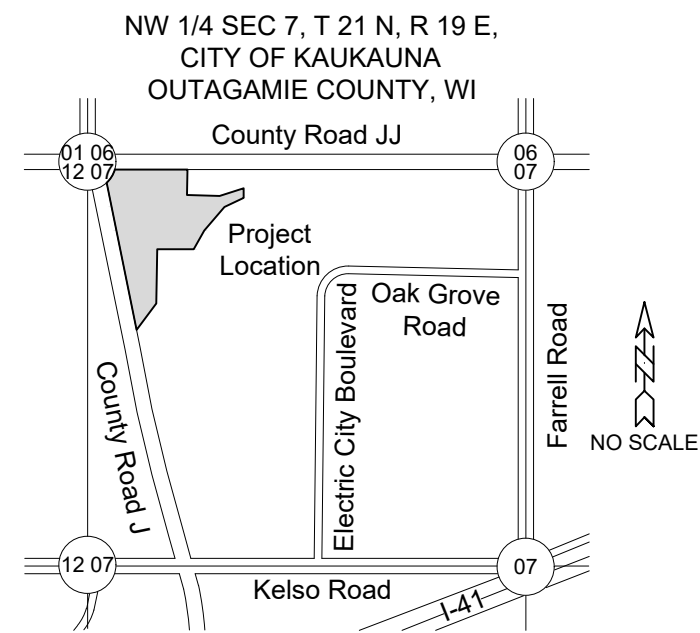 NW 1/4 SEC 7, T 21 N, R 19 E,
CITY OF KAUKAUNA
OUTAGAMIE COUNTY, WI
County Road JJ
01 06
12 07
06
07
Project
Location
Oak Grove
Road
Electric City Boulevard
Farrell Road
N
NO SCALE
County Road J
12 07
07
Kelso Road
I-41